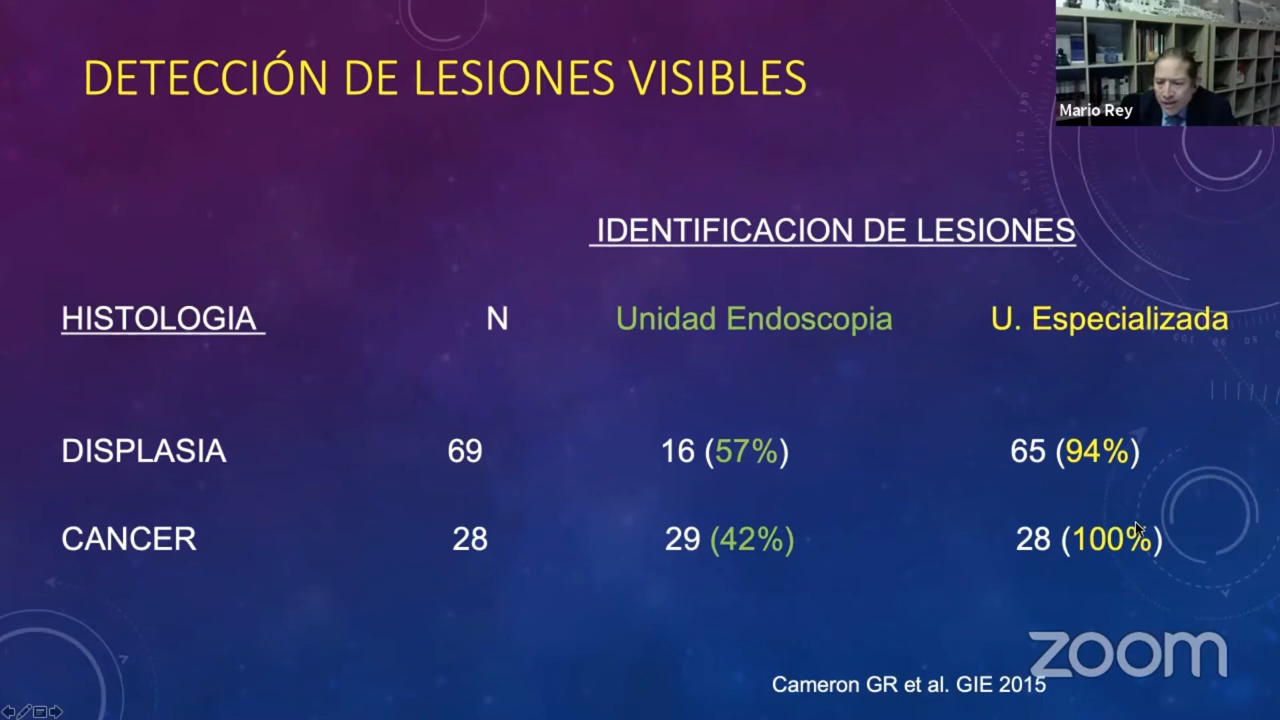 DETECCIÓN DE LESIONES VISIBLES
Mario Rey
IDENTIFICACION DE LESIONES
HISTOLOGIA N Unidad Endoscopia U. Especializada
DISPLASIA 69 16 (57%) 65 (94%)
CANCER 28 29 (42%) 28 (100%)
zoom
Cameron GR et al. GIE 2015